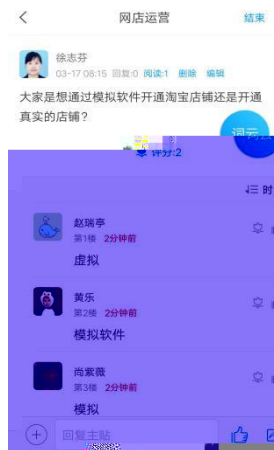 网店运营 结束
徐志芬
03-17 08:15 回复:0 阅读:1 删除 编辑
大家是想通过模拟软件开通淘宝店铺还是开通
真实的店铺？
词云
评分:2
时
赵瑞亭
第1楼 2分钟前
虚拟
黄乐
第2楼 2分钟前
模拟软件
尚紫薇
第3楼 2分钟前
模拟
回复主贴